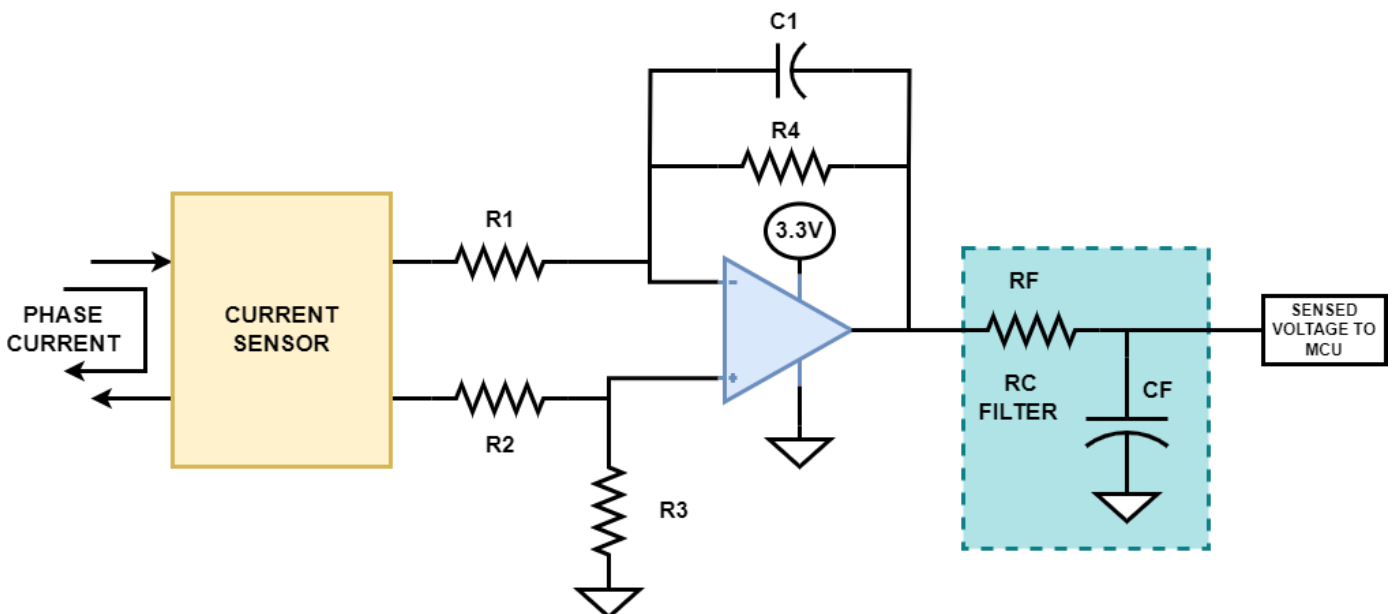 C1
R4
3.3V
R1
-
+
PHASE
CURRENT
CURRENT
SENSOR
R2
R3
RF
RC
FILTER
CF
SENSED
VOLTAGE TO
MCU